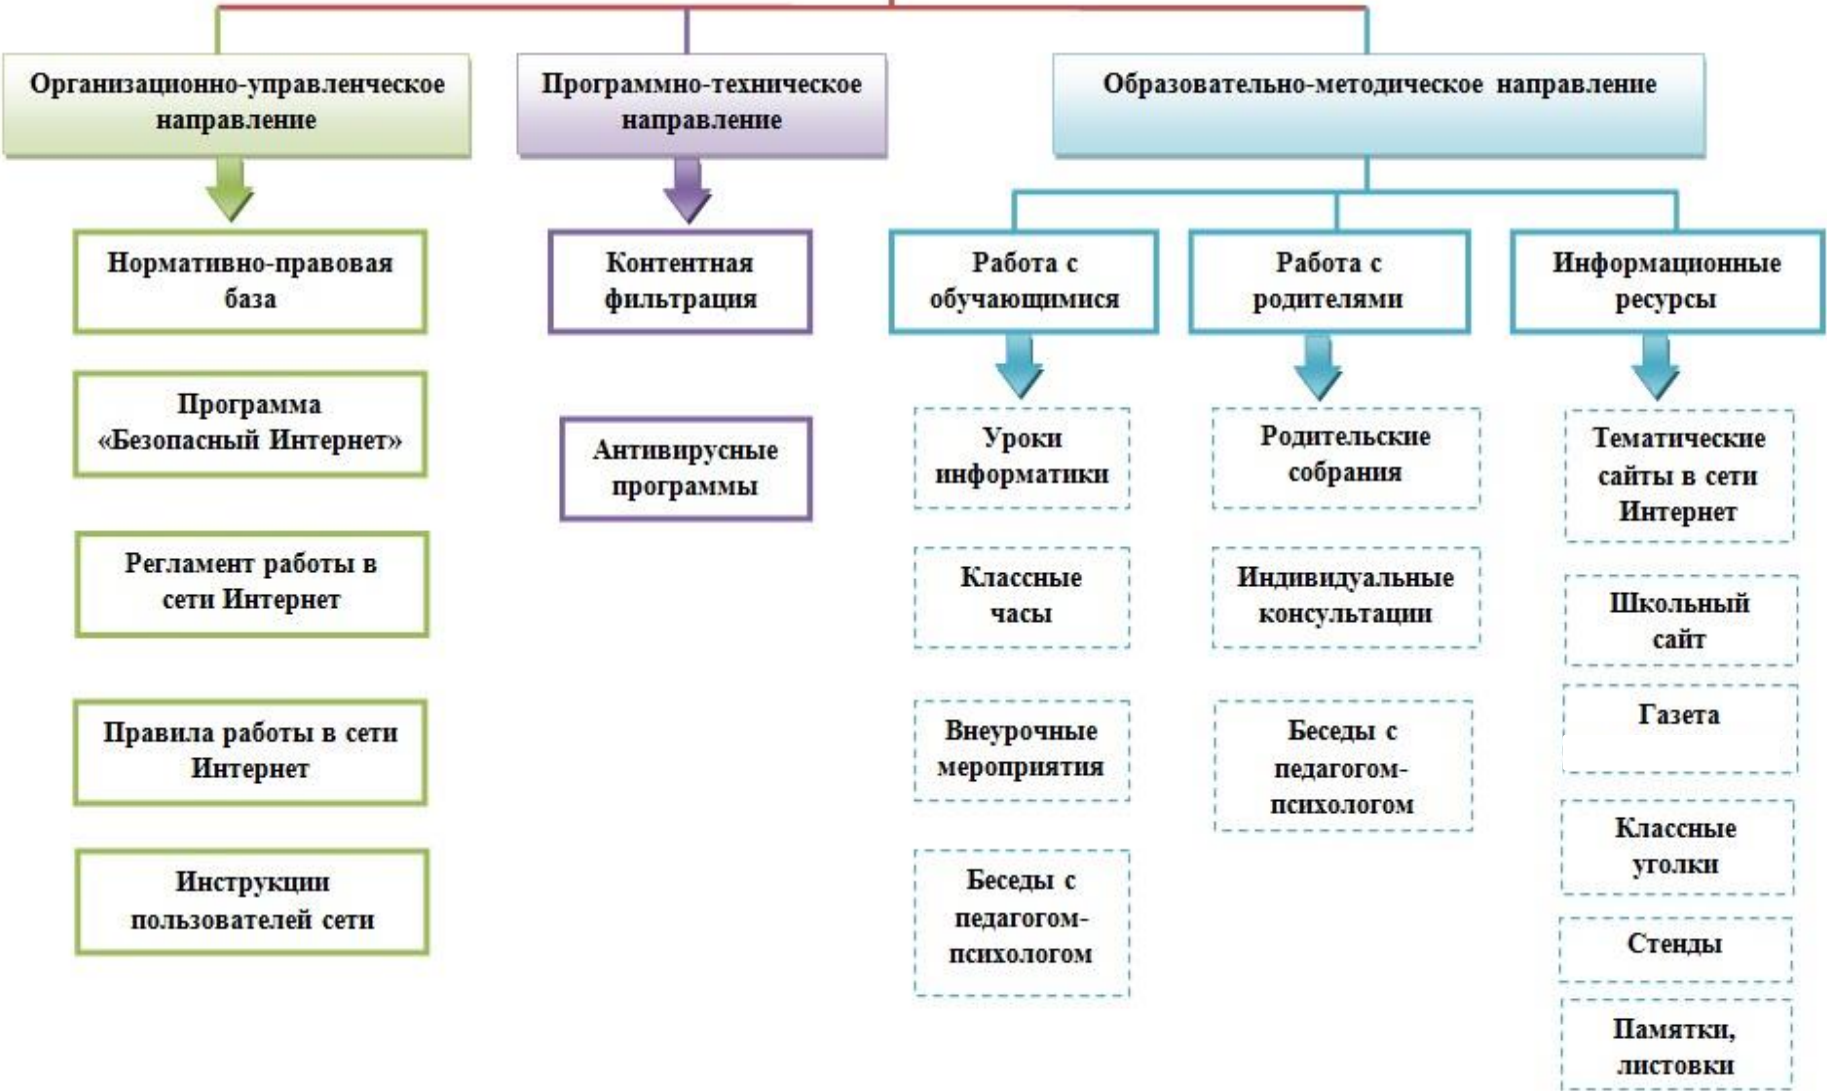 Организационно-управленческое
направление
Программно-техническое
направление
Образовательно-методическое направление
Нормативно-правовая
база
Программа
«Безопасный Интернет»
Регламент работы в
сети Интернет
Правила работы в сети
Интернет
Инструкции
пользователей сети
Контентная
фильтрация
Антивирусные
программы
Работа с
обучающимися
Уроки
информатики
Классные
часы
Внеурочные
мероприятия
Беседы с
педагогом-
психологом
Работа с
родителями
Родительские
собрания
Индивидуальные
консультации
Беседы с
педагогом-
психологом
Информационные
ресурсы
Тематические
сайты в сети
Интернет
Школьный
сайт
Газета
Классные
уголки
Стенды
Памятки,
листовки